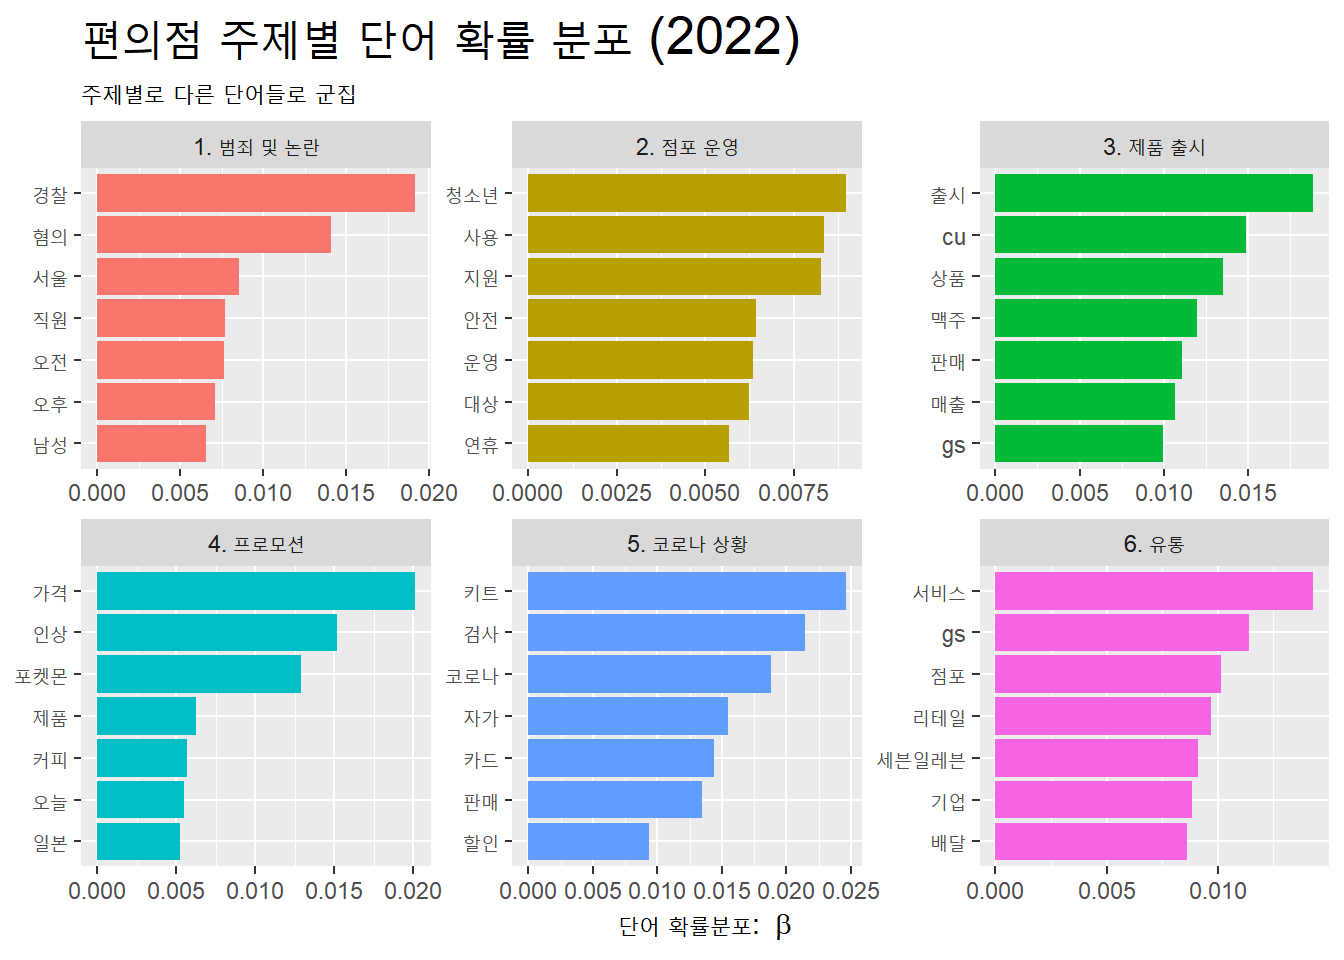 편의점 주제별 단어 확률 분포 (2022)
주제별로 다른 단어들로 군집
1. 범죄 및 논란
경찰
혐의
서울
직원
오전
오후
남성
0.000 0.005 0.010 0.015 0.020
2. 점포 운영
청소년
사용
지원
안전
운영
대상
연휴
0.0000 0.0025 0.0050 0.0075
3. 제품 출시
출시
cu
상품
맥주
판매
매출
gs
0.000 0.005 0.010 0.015
4. 프로모션
가격
인상
포켓몬
제품
커피
오늘
일본
0.000 0.005 0.010 0.015 0.020
5. 코로나 상황
키트
검사
코로나
자가
카드
판매
할인
0.000 0.005 0.010 0.015 0.020 0.025
6. 유통
서비스
gs
점포
리테일
세븐일레븐
기업
배달
0.000 0.005 0.010
단어 확률분포: β